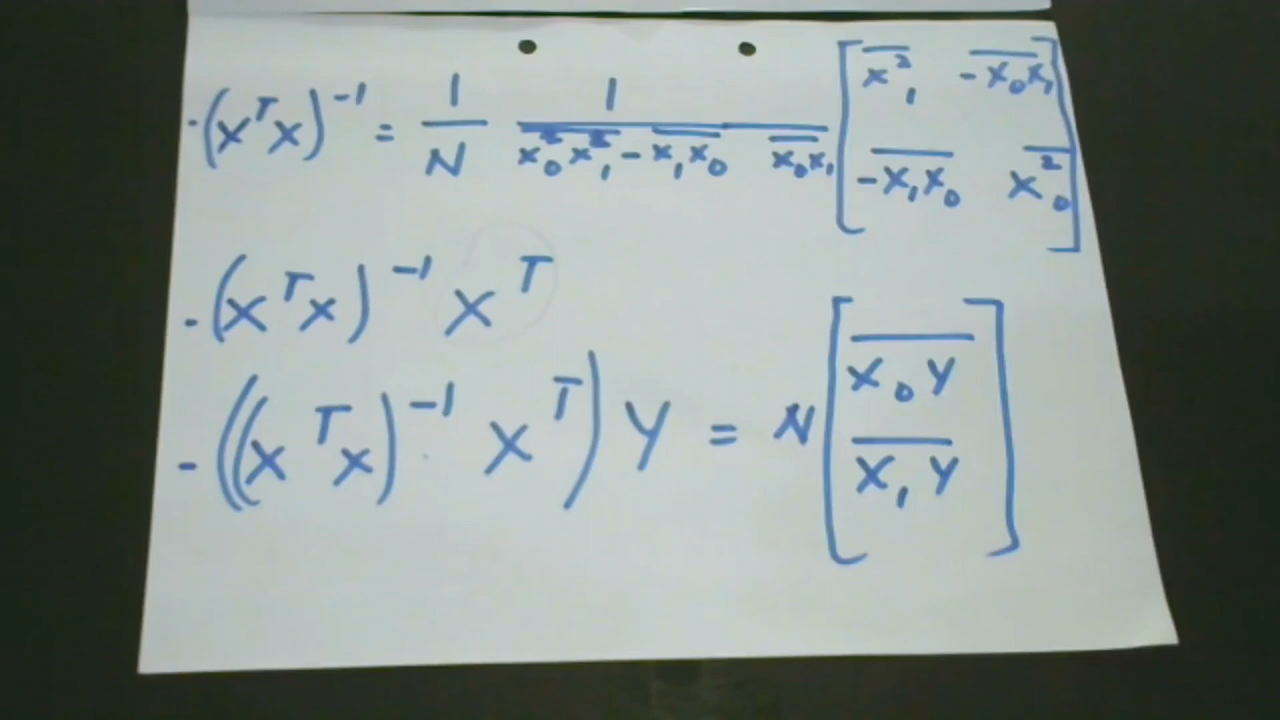 · (XᵀX)⁻¹ = 1/N 1/(x̅₀²x̅₁² - x̅₁x̅₀ x̅₀x̅₁) [x̅₁² -x̅₀x̅₁; -x̅₁x̅₀ x̅₀²]
- (XᵀX)⁻¹ Xᵀ
- ((XᵀX)⁻¹ Xᵀ) Y = N [X̅₀Y̅; X̅₁Y̅]